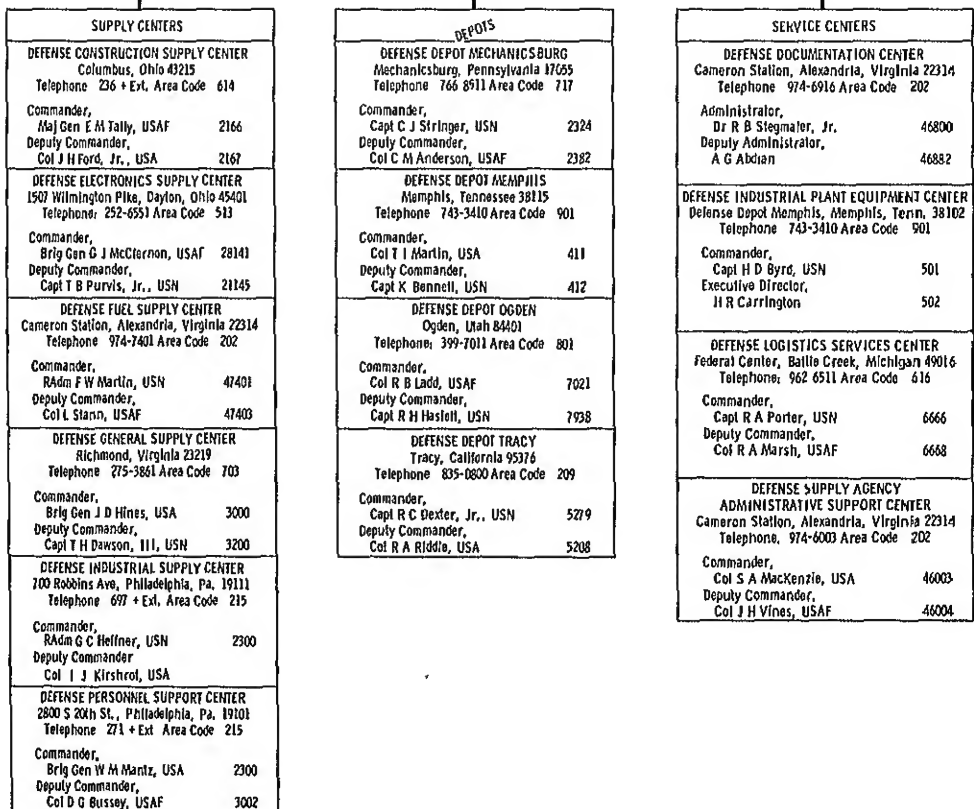 SUPPLY CENTERS
DEFENSE CONSTRUCTION SUPPLY CENTER
Columbus, Ohio 43215
Telephone 236 + Ext, Area Code 614
Commander,
Maj Gen E M Tally, USAF 2166
Deputy Commander,
Col J H Ford, Jr., USA 2167
DEFENSE ELECTRONICS SUPPLY CENTER
1507 Wilmington Pike, Dayton, Ohio 45401
Telephone: 252-6551 Area Code 513
Commander,
Brig Gen G J McClernon, USAF 28141
Deputy Commander,
Capt T B Purvis, Jr., USN 21145
DEFENSE FUEL SUPPLY CENTER
Cameron Station, Alexandria, Virginia 22314
Telephone 974-7401 Area Code 202
Commander,
RAdm F W Martin, USN 47401
Deputy Commander,
Col L Stann, USAF 47403
DEFENSE GENERAL SUPPLY CENTER
Richmond, Virginia 23219
Telephone 275-3861 Area Code 703
Commander,
Brig Gen J D Hines, USA 3000
Deputy Commander,
Capt T H Dawson, III, USN 3200
DEFENSE INDUSTRIAL SUPPLY CENTER
700 Robbins Ave, Philadelphia, Pa. 19111
Telephone 697 + Ext, Area Code 215
Commander,
RAdm G C Heffner, USN 2300
Deputy Commander
Col I J Kirshrot, USA
DEFENSE PERSONNEL SUPPORT CENTER
2800 S 20th St., Philadelphia, Pa. 19101
Telephone 271 + Ext Area Code 215
Commander,
Brig Gen W M Mantz, USA 2300
Deputy Commander,
Col D G Bussey, USAF 3002
DEPOTS
DEFENSE DEPOT MECHANICSBURG
Mechanicsburg, Pennsylvania 17055
Telephone 766 8511 Area Code 717
Commander,
Capt C J Stringer, USN 2324
Deputy Commander,
Col C M Anderson, USAF 2382
DEFENSE DEPOT MEMPHIS
Memphis, Tennessee 38115
Telephone 743-3410 Area Code 901
Commander,
Col T I Martin, USA 411
Deputy Commander,
Capt K Bennett, USN 412
DEFENSE DEPOT OGDEN
Ogden, Utah 84401
Telephone: 399-7011 Area Code 801
Commander,
Col R B Ladd, USAF 7021
Deputy Commander,
Capt R H Haslett, USN 7938
DEFENSE DEPOT TRACY
Tracy, California 95376
Telephone 835-0800 Area Code 209
Commander,
Capt R C Dexter, Jr., USN 5279
Deputy Commander,
Col R A Riddle, USA 5208
SERVICE CENTERS
DEFENSE DOCUMENTATION CENTER
Cameron Station, Alexandria, Virginia 22314
Telephone 974-6916 Area Code 202
Administrator,
Dr R B Stegmaier, Jr. 46800
Deputy Administrator,
A G Abdian 46882
DEFENSE INDUSTRIAL PLANT EQUIPMENT CENTER
Defense Depot Memphis, Memphis, Tenn. 38102
Telephone 743-3410 Area Code 901
Commander,
Capt H D Byrd, USN 501
Executive Director,
H R Carrington 502
DEFENSE LOGISTICS SERVICES CENTER
Federal Center, Battle Creek, Michigan 49016
Telephone: 962 6511 Area Code 616
Commander,
Capt R A Porter, USN 6666
Deputy Commander,
Col R A Marsh, USAF 6668
DEFENSE SUPPLY AGENCY
ADMINISTRATIVE SUPPORT CENTER
Cameron Station, Alexandria, Virginia 22314
Telephone, 974-6003 Area Code 202
Commander,
Col S A MacKenzie, USA 46003
Deputy Commander,
Col J H Vines, USAF 46004